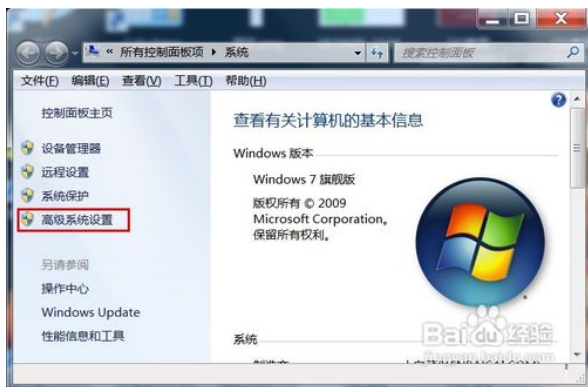 « 所有控制面板项 ▸ 系统
搜索控制面板
文件(F) 编辑(E) 查看(V) 工具(T) 帮助(H)
控制面板主页
设备管理器
远程设置
系统保护
高级系统设置
另请参阅
操作中心
Windows Update
性能信息和工具
查看有关计算机的基本信息
Windows 版本
Windows 7 旗舰版
版权所有 © 2009
Microsoft Corporation。
保留所有权利。
系统
Baidu经验
jingyan.baidu.com